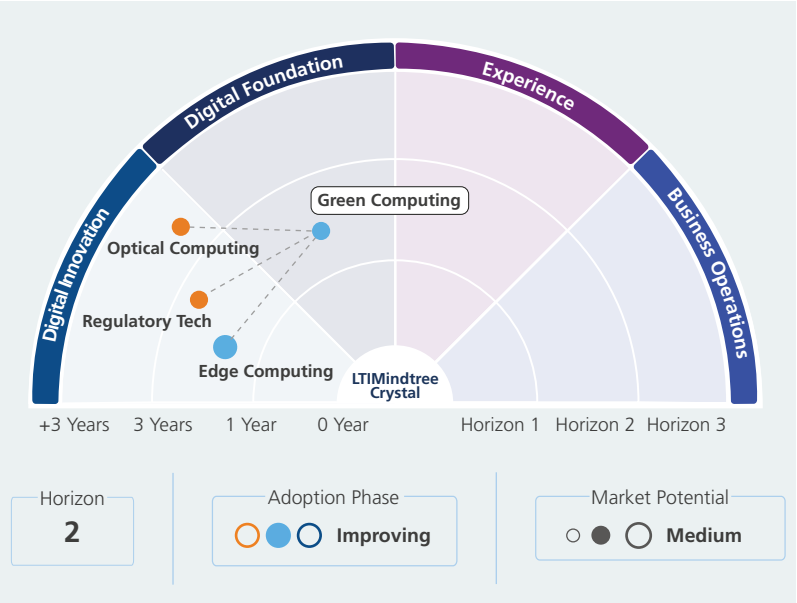 Digital Foundation
Experience
Digital Innovation
Business Operations
Green Computing
Optical Computing
Regulatory Tech
Edge Computing
LTIMindtree
Crystal
+3 Years 3 Years 1 Year 0 Year Horizon 1 Horizon 2 Horizon 3
Horizon
2
Adoption Phase
Improving
Market Potential
Medium